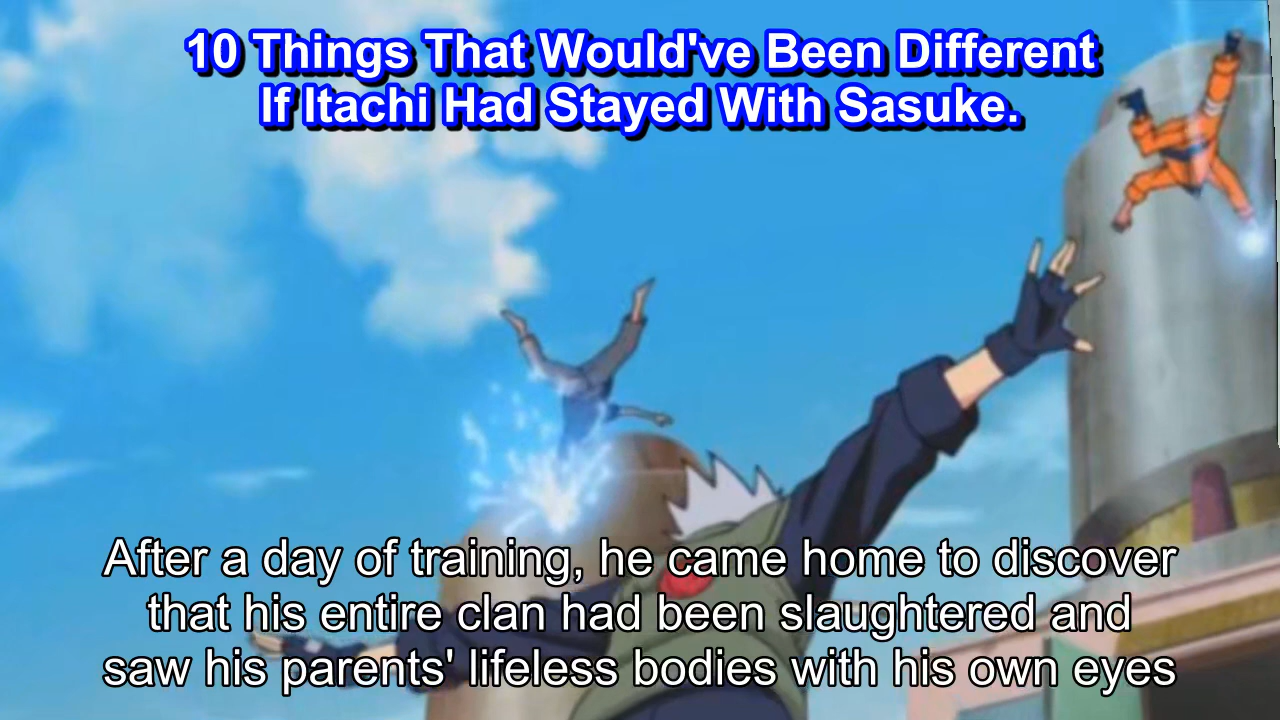 10 Things That Would've Been Different
If Itachi Had Stayed With Sasuke.
After a day of training, he came home to discover
that his entire clan had been slaughtered and
saw his parents' lifeless bodies with his own eyes